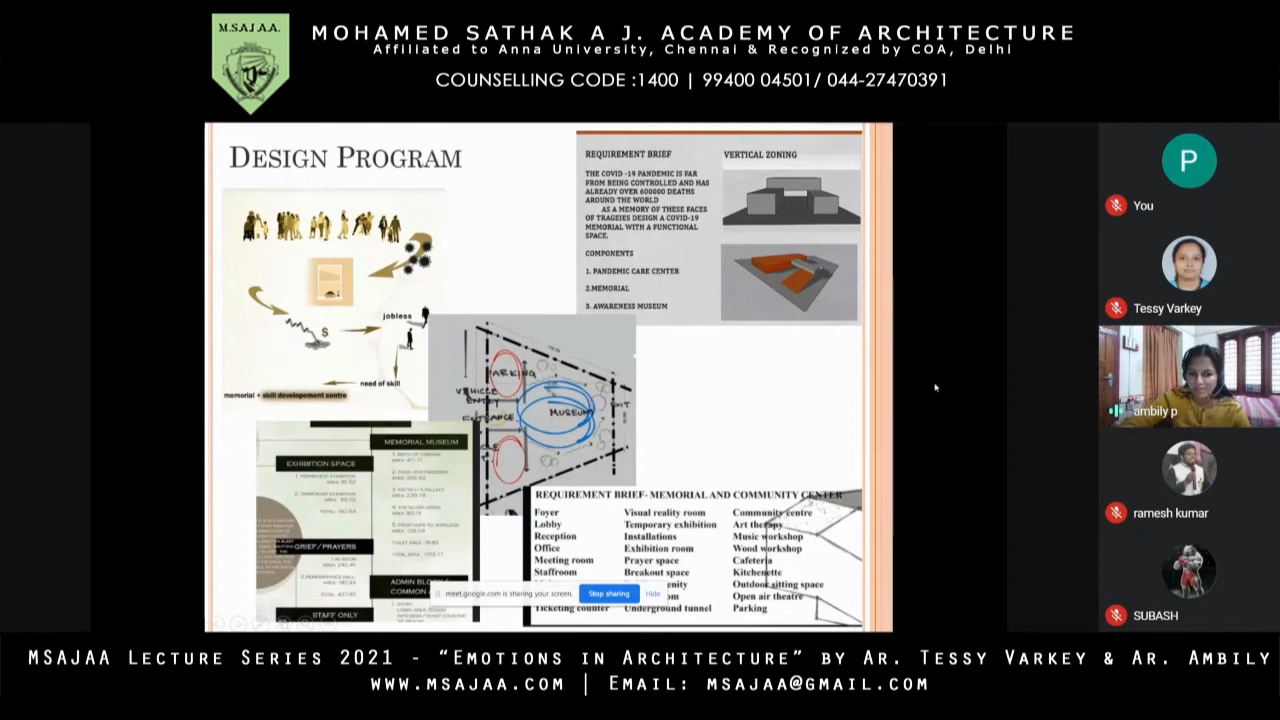 M.SAJ A.A.
MOHAMED SATHAK A J. ACADEMY OF ARCHITECTURE
Affiliated to Anna University, Chennai & Recognized by COA, Delhi
COUNSELLING CODE :1400 | 99400 04501/ 044-27470391
DESIGN PROGRAM
REQUIREMENT BRIEF
THE COVID -19 PANDEMIC IS FAR
FROM BEING CONTROLLED AND HAS
ALREADY OVER 600000 DEATHS
AROUND THE WORLD
AS A MEMORY OF THESE FACES
OF TRAGEIES DESIGN A COVID-19
MEMORIAL WITH A FUNCTIONAL
SPACE.
COMPONENTS
1. PANDEMIC CARE CENTER
2.MEMORIAL
3. AWARENESS MUSEUM
VERTICAL ZONING
$
jobless
need of skill
memorial + skill developement centre
PARKING
VEHICLE
ENTRY
ENTRANCE
MUSEUM
EXIT
MEMORIAL MUSEUM
EXHIBITION SPACE
GRIEF/PRAYERS
ADMIN BLOCK/
COMMON
STAFF ONLY
REQUIREMENT BRIEF- MEMORIAL AND COMMUNITY CENTER
Foyer
Lobby
Reception
Office
Meeting room
Staffroom
Ticketing counter
Visual reality room
Temporary exhibition
Installations
Exhibition room
Prayer space
Breakout space
Underground tunnel
Community centre
Art therapy
Music workshop
Wood workshop
Cafeteria
Kitchenette
Outdoor sitting space
Open air theatre
Parking
meet.google.com is sharing your screen.
Stop sharing
Hide
P
You
Tessy Varkey
ambily p
ramesh kumar
SUBASH
MSAJAA LECTURE SERIES 2021 - “EMOTIONS IN ARCHITECTURE” BY AR. TESSY VARKEY & AR. AMBILY
WWW.MSAJAA.COM | EMAIL: MSAJAA@GMAIL.COM